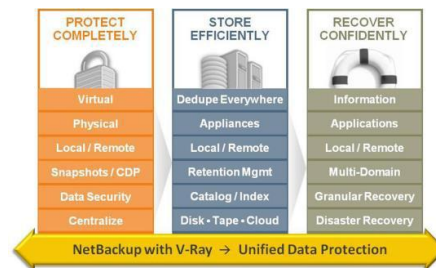 PROTECT
COMPLETELY
Virtual
Physical
Local / Remote
Snapshots / CDP
Data Security
Centralize
STORE
EFFICIENTLY
Dedupe Everywhere
Appliances
Local / Remote
Retention Mgmt
Catalog / Index
Disk • Tape • Cloud
RECOVER
CONFIDENTLY
Information
Applications
Local / Remote
Multi-Domain
Granular Recovery
Disaster Recovery
NetBackup with V-Ray → Unified Data Protection